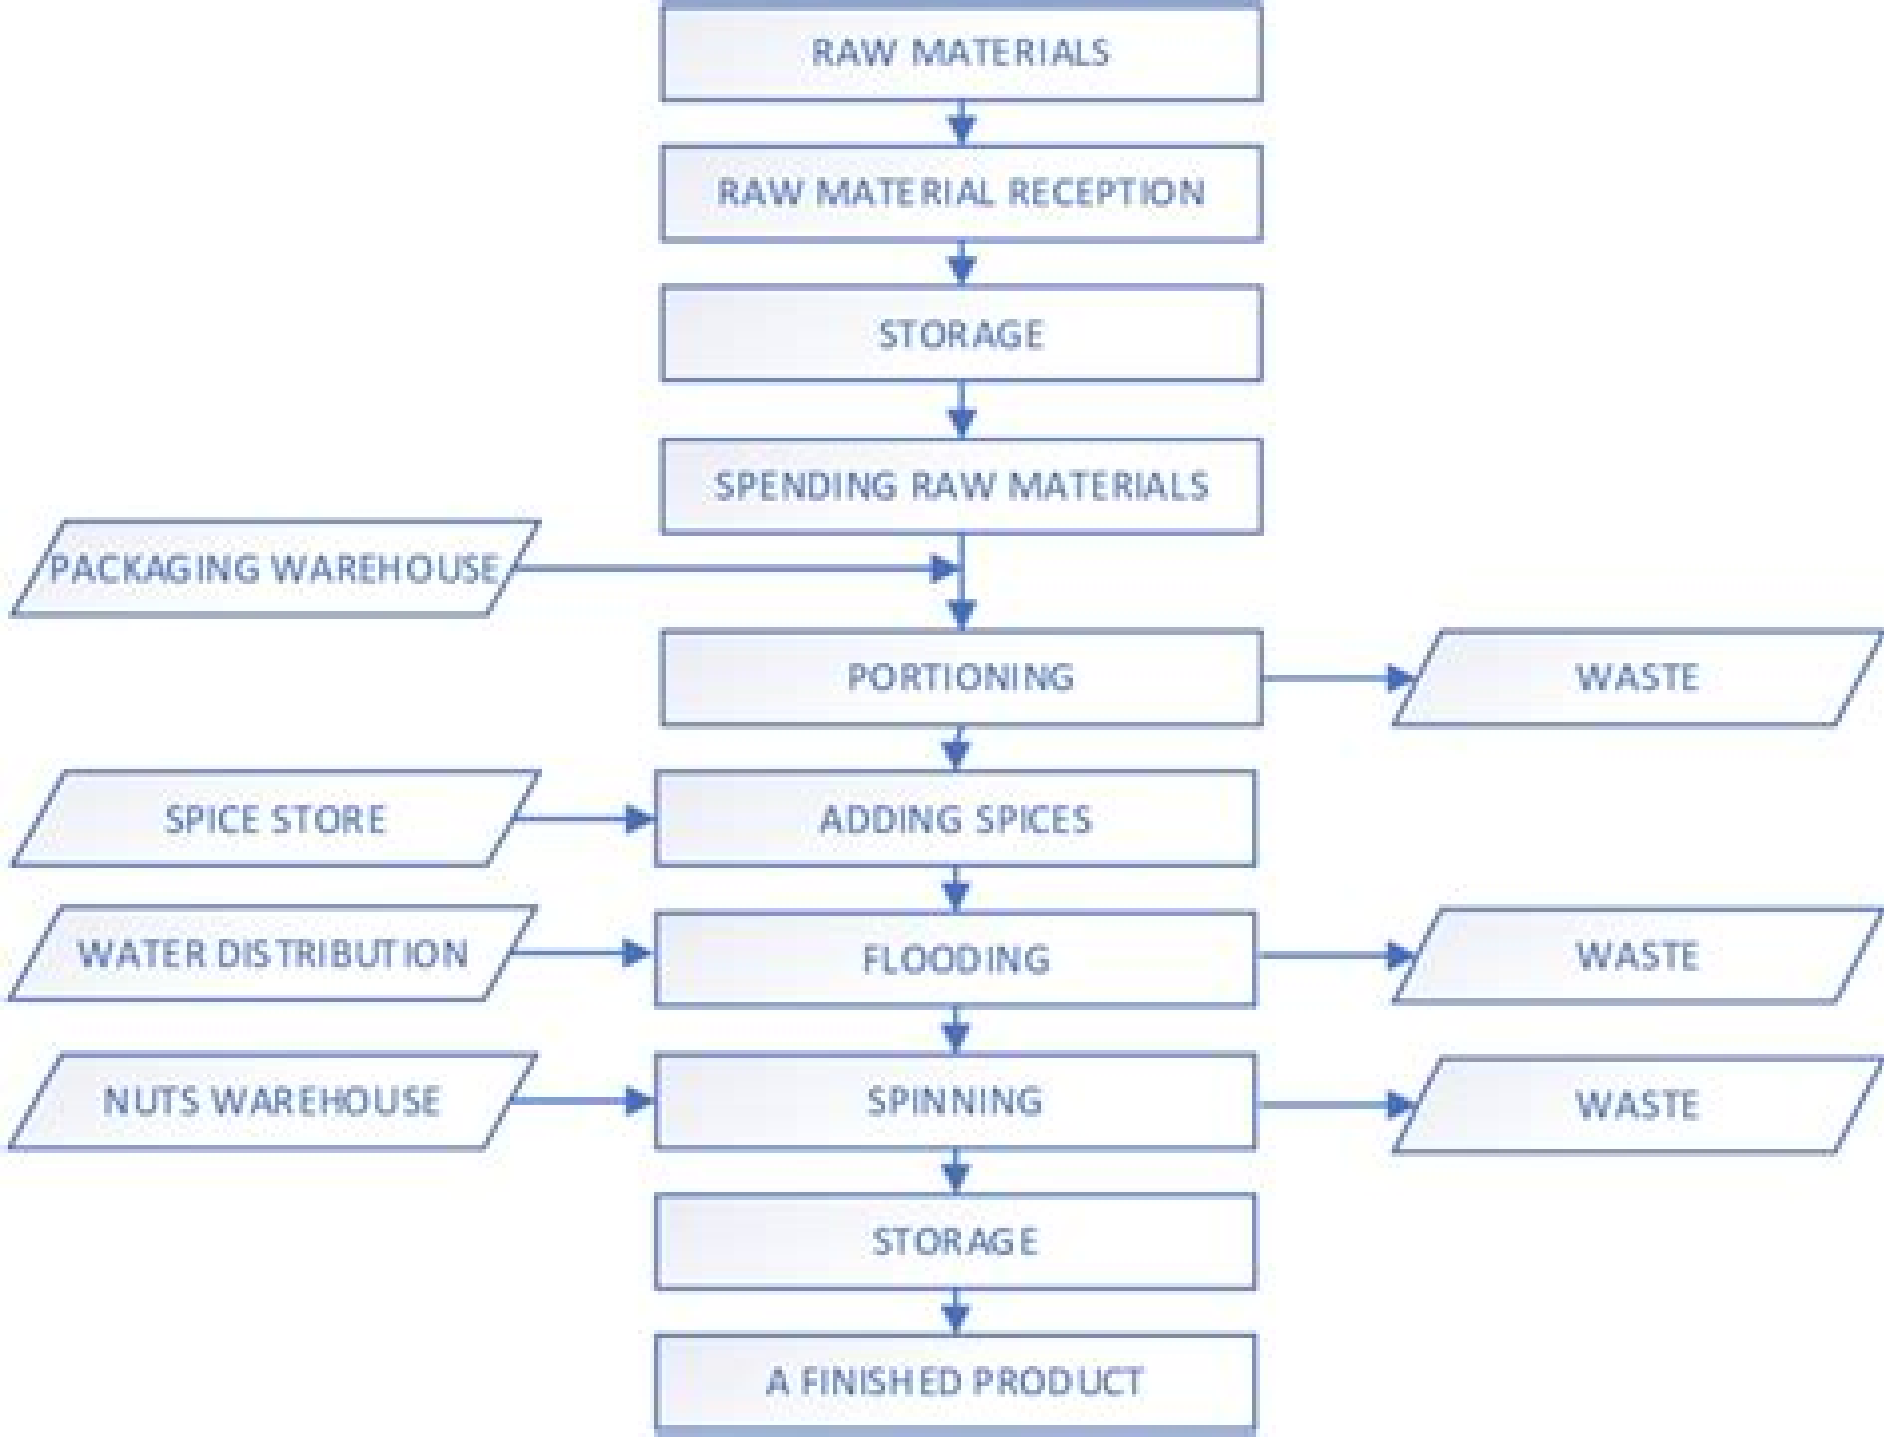 RAW MATERIALS
RAW MATERIAL RECEPTION
STORAGE
SPENDING RAW MATERIALS
PACKAGING WAREHOUSE
PORTIONING
WASTE
SPICE STORE
ADDING SPICES
WATER DISTRIBUTION
FLOODING
WASTE
NUTS WAREHOUSE
SPINNING
WASTE
STORAGE
A FINISHED PRODUCT